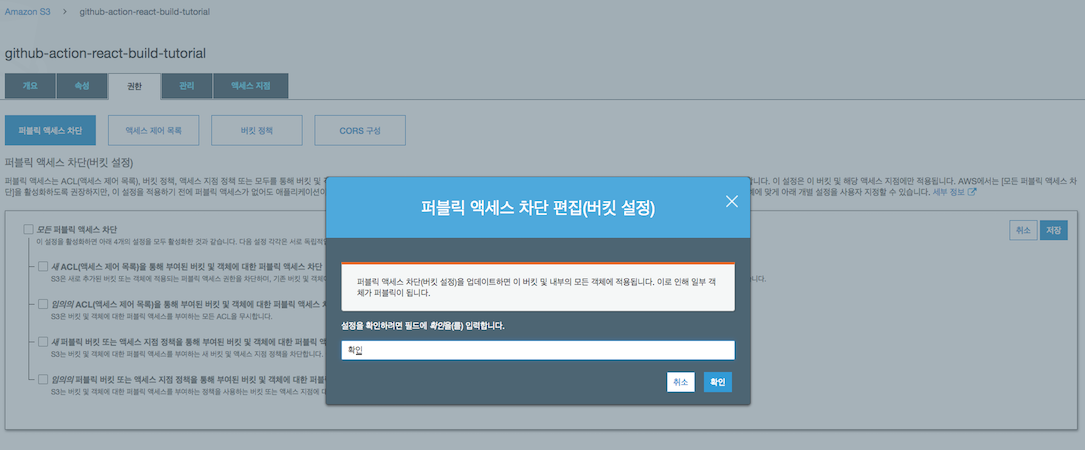 Amazon S3 > github-action-react-build-tutorial
github-action-react-build-tutorial
개요 속성 권한 관리 액세스 지점
퍼블릭 액세스 차단 액세스 제어 목록 버킷 정책 CORS 구성
퍼블릭 액세스 차단(버킷 설정)
퍼블릭 액세스는 ACL(액세스 제어 목록), 버킷 정책, 액세스 지점 정책 또는 모두를 통해 버킷 및 합니다. 이 설정은 이 버킷 및 해당 액세스 지점에만 적용됩니다. AWS에서는 [모든 퍼블릭 액세스 차
단]을 활성화하도록 권장하지만, 이 설정을 적용하기 전에 퍼블릭 액세스가 없어도 애플리케이션이 에 맞게 아래 개별 설정을 사용자 지정할 수 있습니다. 세부 정보
모든 퍼블릭 액세스 차단
이 설정을 활성화하면 아래 4개의 설정을 모두 활성화한 것과 같습니다. 다음 설정 각각은 서로 독립적인
취소 저장
새 ACL(액세스 제어 목록)을 통해 부여된 버킷 및 객체에 대한 퍼블릭 액세스 차단
S3은 새로 추가된 버킷 또는 객체에 적용되는 퍼블릭 액세스 권한을 차단하며, 기존 버킷 및 객체에
임의의 ACL(액세스 제어 목록)을 통해 부여된 버킷 및 객체에 대한 퍼블릭 액세스
S3은 버킷 및 객체에 대한 퍼블릭 액세스를 부여하는 모든 ACL을 무시합니다.
새 퍼블릭 버킷 또는 액세스 지점 정책을 통해 부여된 버킷 및 객체에 대한 퍼블릭
S3는 버킷 및 객체에 대한 퍼블릭 액세스를 부여하는 새 버킷 및 액세스 지점 정책을 차단합니다.
임의의 퍼블릭 버킷 또는 액세스 지점 정책을 통해 부여된 버킷 및 객체에 대한 퍼블릭
S3는 버킷 및 객체에 대한 퍼블릭 액세스를 부여하는 정책을 사용하는 버킷 또는 액세스 지점에
퍼블릭 액세스 차단 편집(버킷 설정)
퍼블릭 액세스 차단(버킷 설정)을 업데이트하면 이 버킷 및 내부의 모든 객체에 적용됩니다. 이로 인해 일부 객
체가 퍼블릭이 됩니다.
설정을 확인하려면 필드에 확인을(를) 입력합니다.
확인
취소 확인